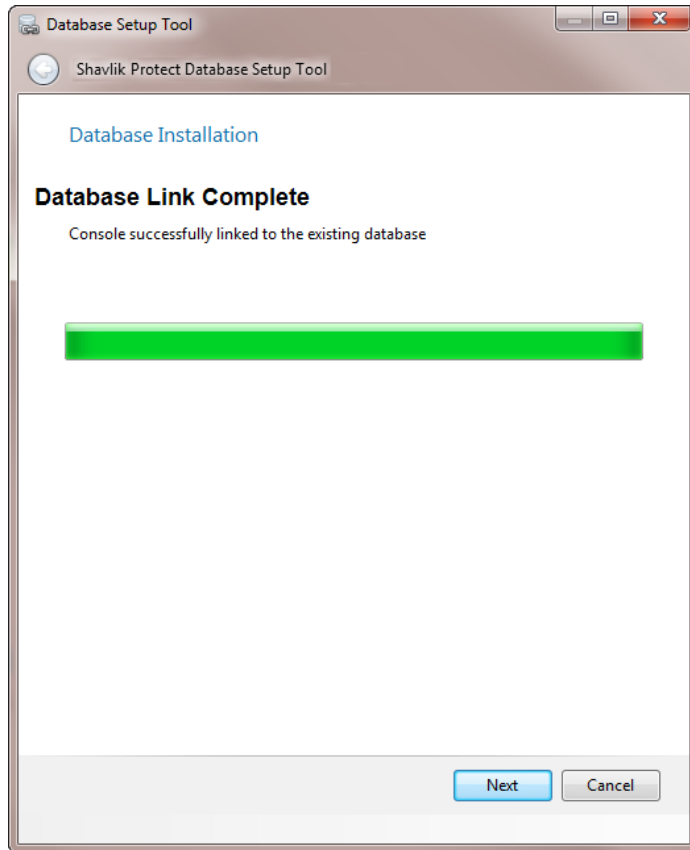 Database Setup Tool
Shavlik Protect Database Setup Tool
Database Installation
Database Link Complete
Console successfully linked to the existing database
Next
Cancel